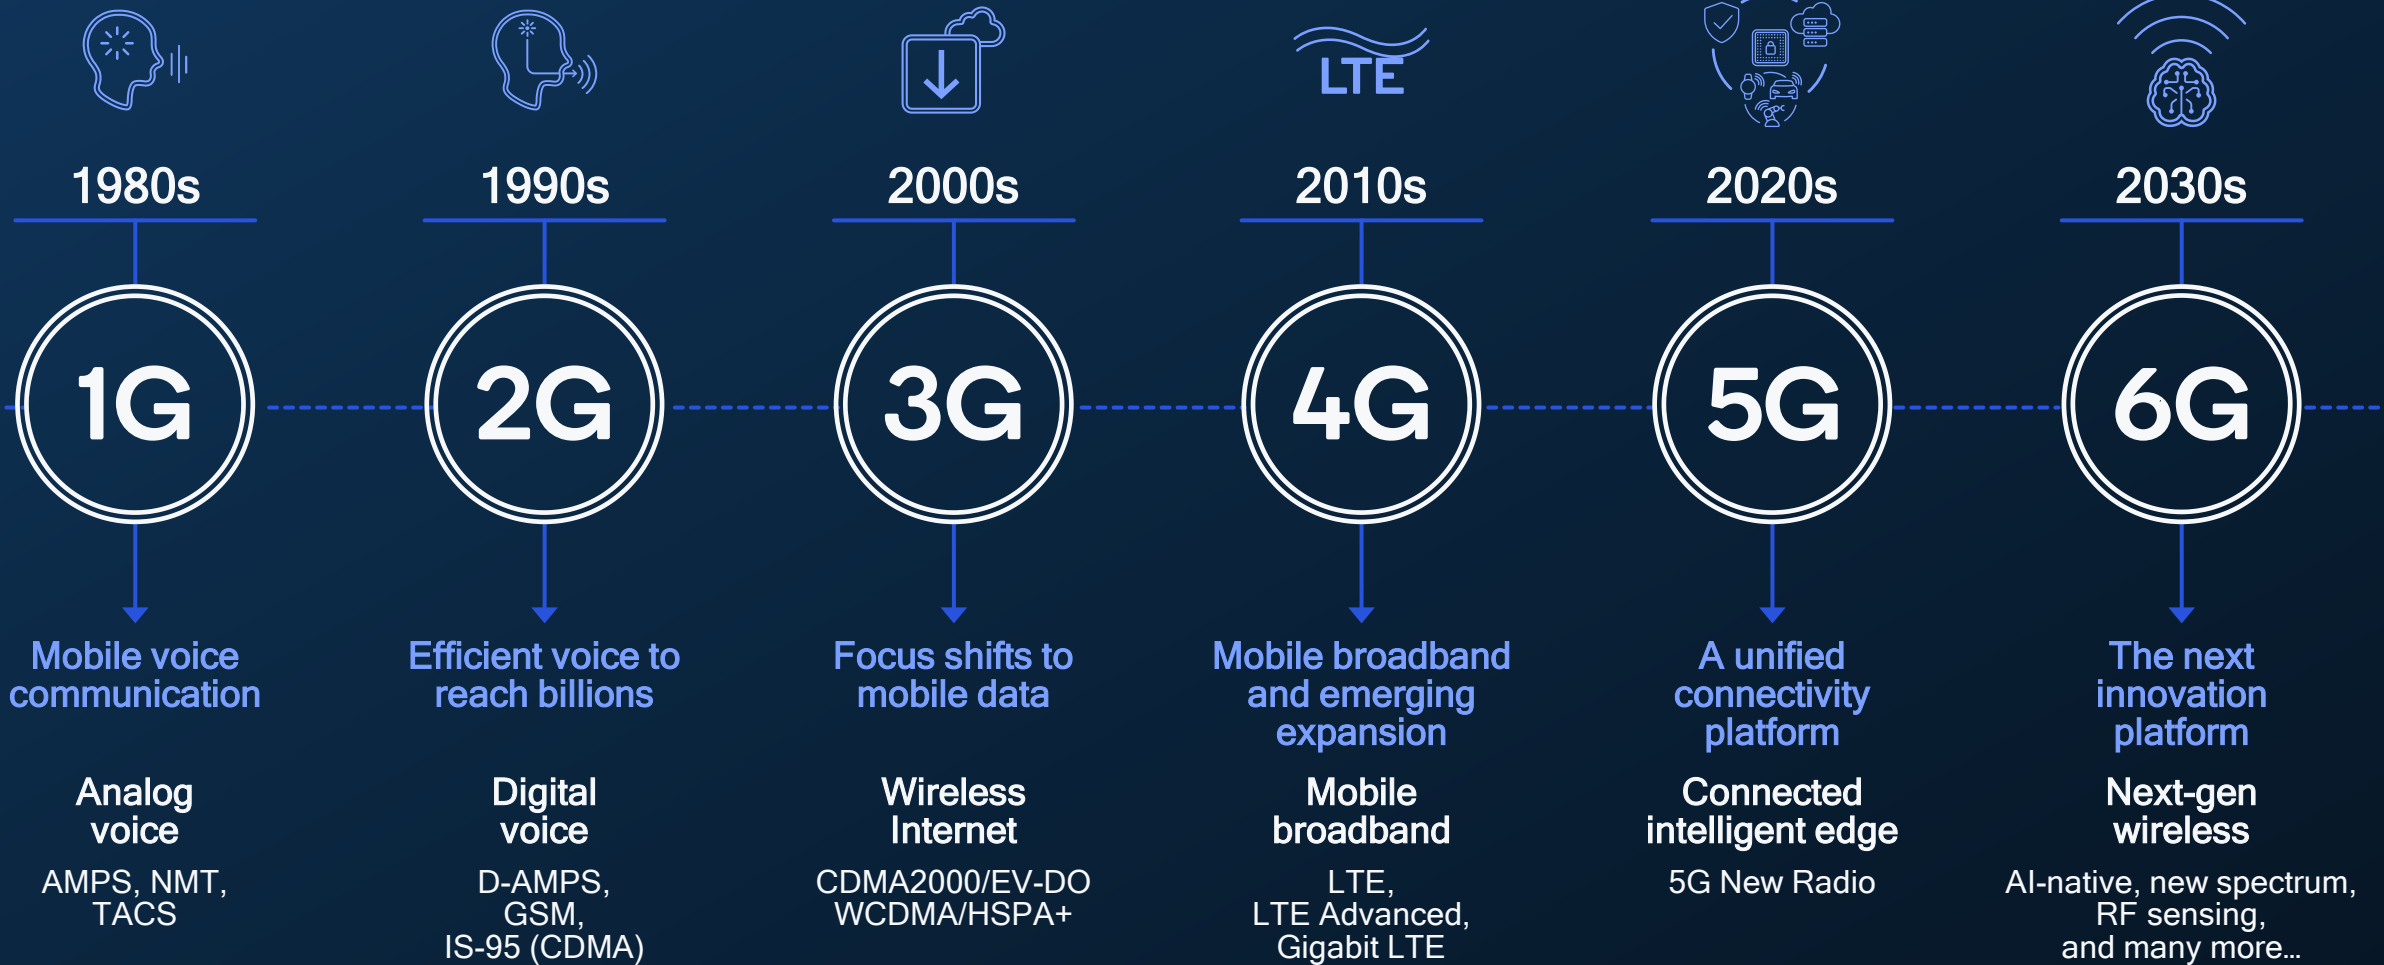 LTE
1980s
1990s
2000s
2010s
2020s
2030s
1G
2G
3G
4G
5G
6G
Mobile voice
communication
Efficient voice to
reach billions
Focus shifts to
mobile data
Mobile broadband
and emerging
expansion
A unified
connectivity
platform
The next
innovation
platform
Analog
voice
Digital
voice
Wireless
Internet
Mobile
broadband
Connected
intelligent edge
Next-gen
wireless
AMPS, NMT,
TACS
D-AMPS,
GSM,
IS-95 (CDMA)
CDMA2000/EV-DO
WCDMA/HSPA+
LTE,
LTE Advanced,
Gigabit LTE
5G New Radio
AI-native, new spectrum,
RF sensing,
and many more...